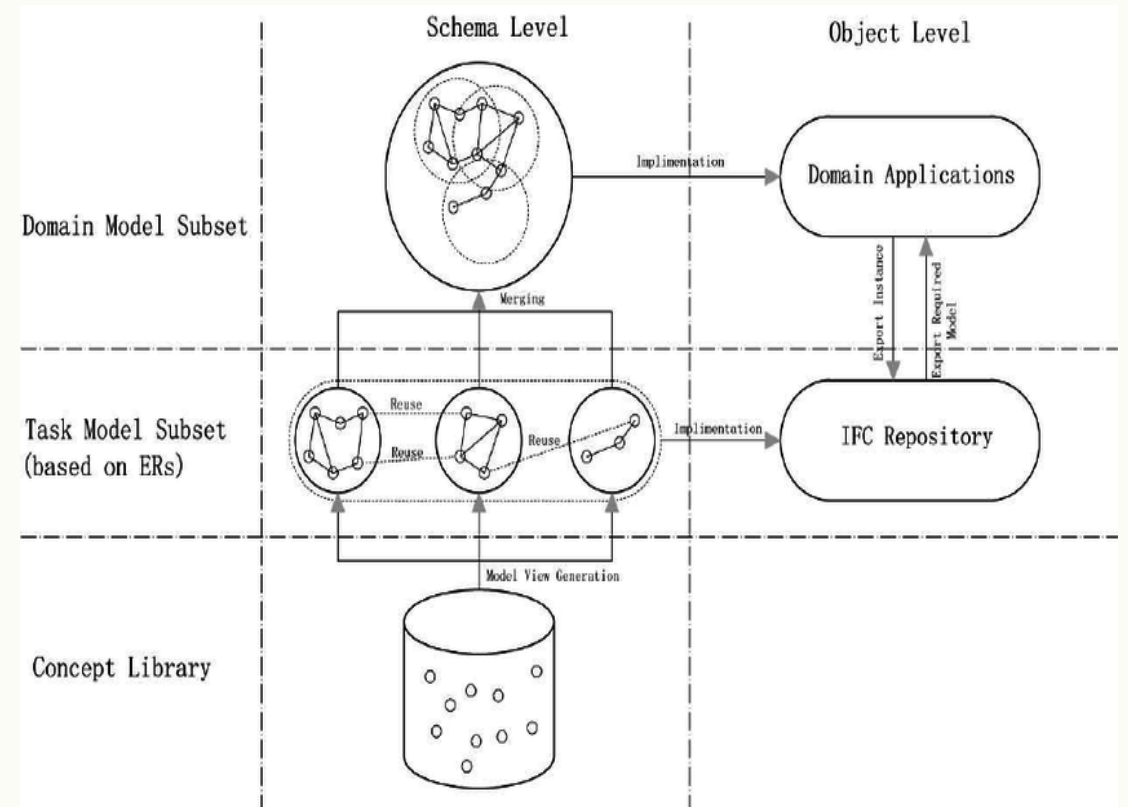 Schema Level
Object Level
Implimentation
Domain Applications
Domain Model Subset
Export Instance
Export Required
Model
Merging
Task Model Subset
(based on ERs)
Reuse
Reuse
Reuse
Implimentation
IFC Repository
Model View Generation
Concept Library